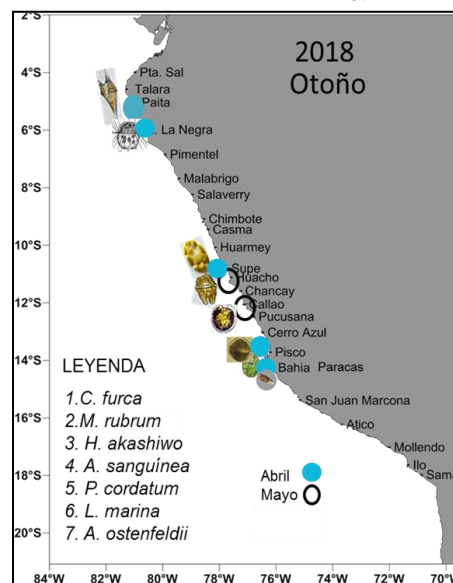 2018
Otoño
2°S
4°S
6°S
8°S
10°S
12°S
14°S
16°S
18°S
20°S
Pta. Sal
Talara
Paita
. La Negra
Pimentel
Malabrigo
Salaverry
Chimbote
Casma
Huarmey
Supe
Huacho
Chancay
Callao
Pucusana
Cerro Azul
Pisco
Bahia Paracas
San Juan Marcona
Atico
Mollendo
Ilo
Sama
LEYENDA
1.C. furca
2.M. rubrum
3. H. akashiwo
4. A. sanguínea
5. P. cordatum
6. L. marina
7. A. ostenfeldii
Abril
Mayo
84°W 82°W 80°W 78°W 76°W 74°W 72°W